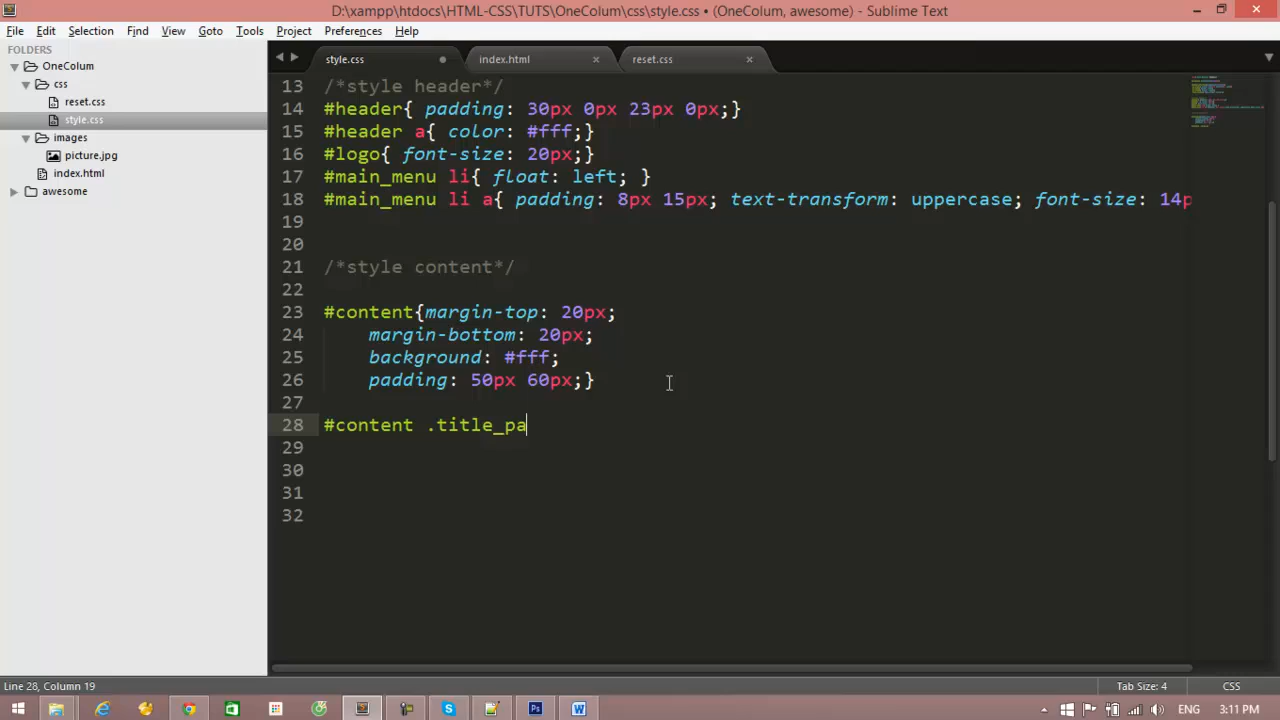 D:\xampp\htdocs\HTML-CSS\TUTS\OneColum\css\style.css • (OneColum, awesome) - Sublime Text
File Edit Selection Find View Goto Tools Project Preferences Help
FOLDERS
OneColum
css
reset.css
style.css
images
picture.jpg
index.html
awesome
style.css index.html × reset.css ×
13 /*style header*/
14 #header{ padding: 30px 0px 23px 0px;}
15 #header a{ color: #fff;}
16 #logo{ font-size: 20px;}
17 #main_menu li{ float: left; }
18 #main_menu li a{ padding: 8px 15px; text-transform: uppercase; font-size: 14p
19
20
21 /*style content*/
22
23 #content{margin-top: 20px;
24 margin-bottom: 20px;
25 background: #fff;
26 padding: 50px 60px;}
27
28 #content .title_pa
29
30
31
32
Line 28, Column 19 Tab Size: 4 CSS
ENG 3:11 PM